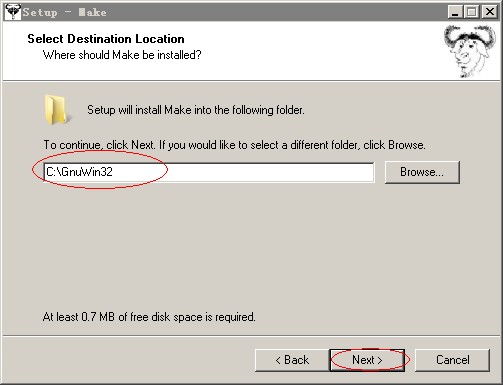 Setup - Make
Select Destination Location
Where should Make be installed?
Setup will install Make into the following folder.
To continue, click Next. If you would like to select a different folder, click Browse.
C:\GnuWin32
Browse...
At least 0.7 MB of free disk space is required.
< Back
Next >
Cancel